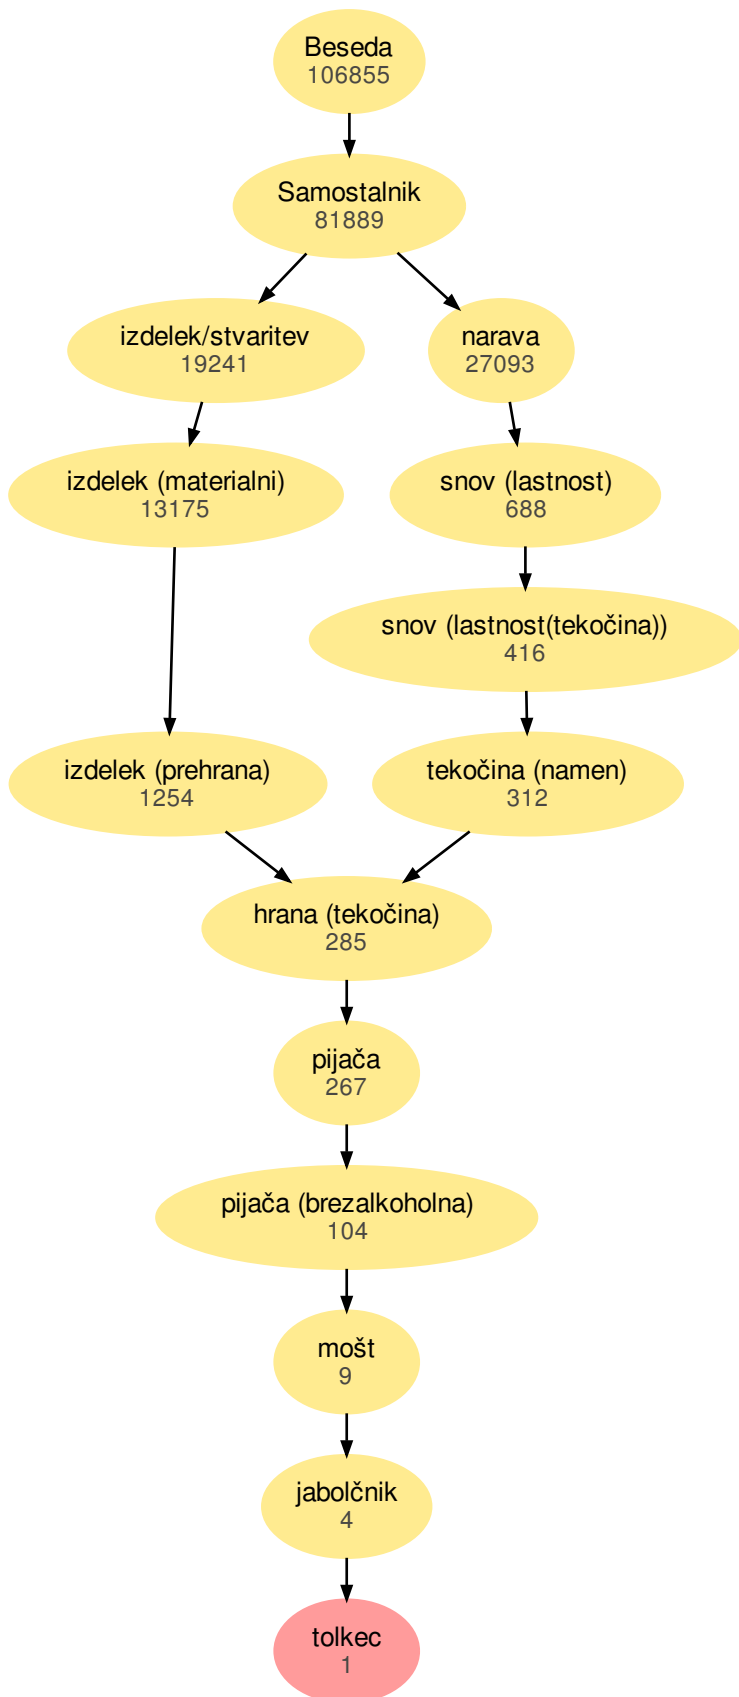 Beseda
106855
Samostalnik
81889
izdelek/stvaritev
19241
narava
27093
izdelek (materialni)
13175
snov (lastnost)
688
snov (lastnost(tekočina))
416
izdelek (prehrana)
1254
tekočina (namen)
312
hrana (tekočina)
285
pijača
267
pijača (brezalkoholna)
104
mošt
9
jabolčnik
4
tolkec
1